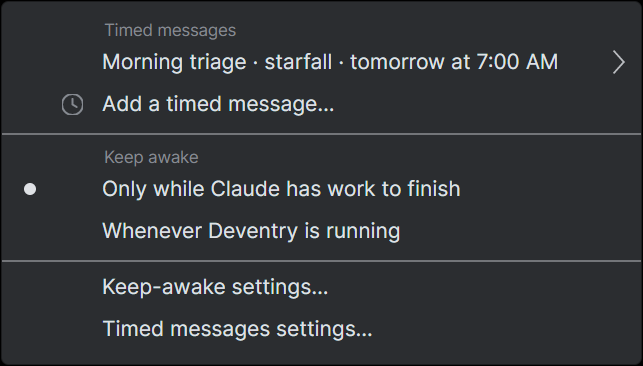 Timed messages
Morning triage · starfall · tomorrow at 7:00 AM
Add a timed message...
Keep awake
Only while Claude has work to finish
Whenever Deventry is running
Keep-awake settings...
Timed messages settings...